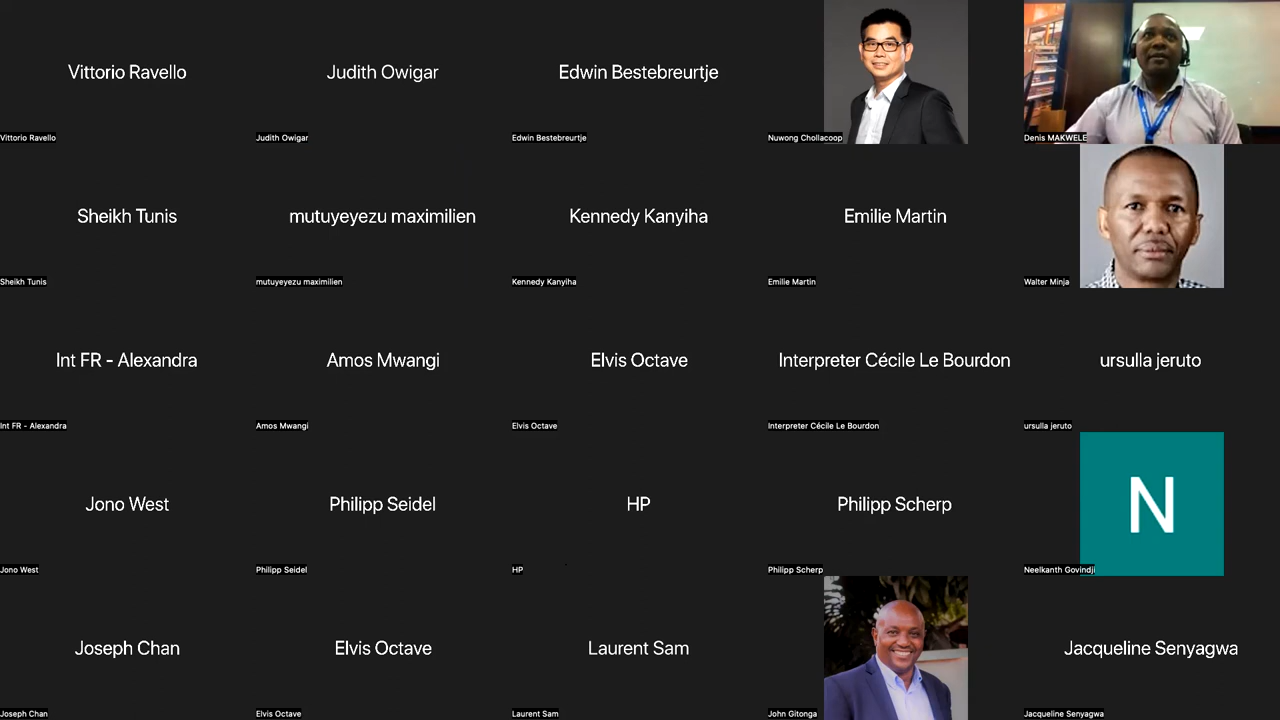 Vittorio Ravello
Judith Owigar
Edwin Bestebreurtje
Vittorio Ravello
Judith Owigar
Edwin Bestebreurtje
Nuwong Chollacoop
Denis MAKWELE
Sheikh Tunis
mutuyeyezu maximilien
Kennedy Kanyiha
Emilie Martin
Sheikh Tunis
mutuyeyezu maximilien
Kennedy Kanyiha
Emilie Martin
Walter Minja
Int FR - Alexandra
Amos Mwangi
Elvis Octave
Interpreter Cécile Le Bourdon
ursulla jeruto
Int FR - Alexandra
Amos Mwangi
Elvis Octave
Interpreter Cécile Le Bourdon
ursulla jeruto
Jono West
Philipp Seidel
HP
Philipp Scherp
N
Jono West
Philipp Seidel
HP
Philipp Scherp
Neelkanth Govindji
Joseph Chan
Elvis Octave
Laurent Sam
Jacqueline Senyagwa
Joseph Chan
Elvis Octave
Laurent Sam
John Gitonga
Jacqueline Senyagwa